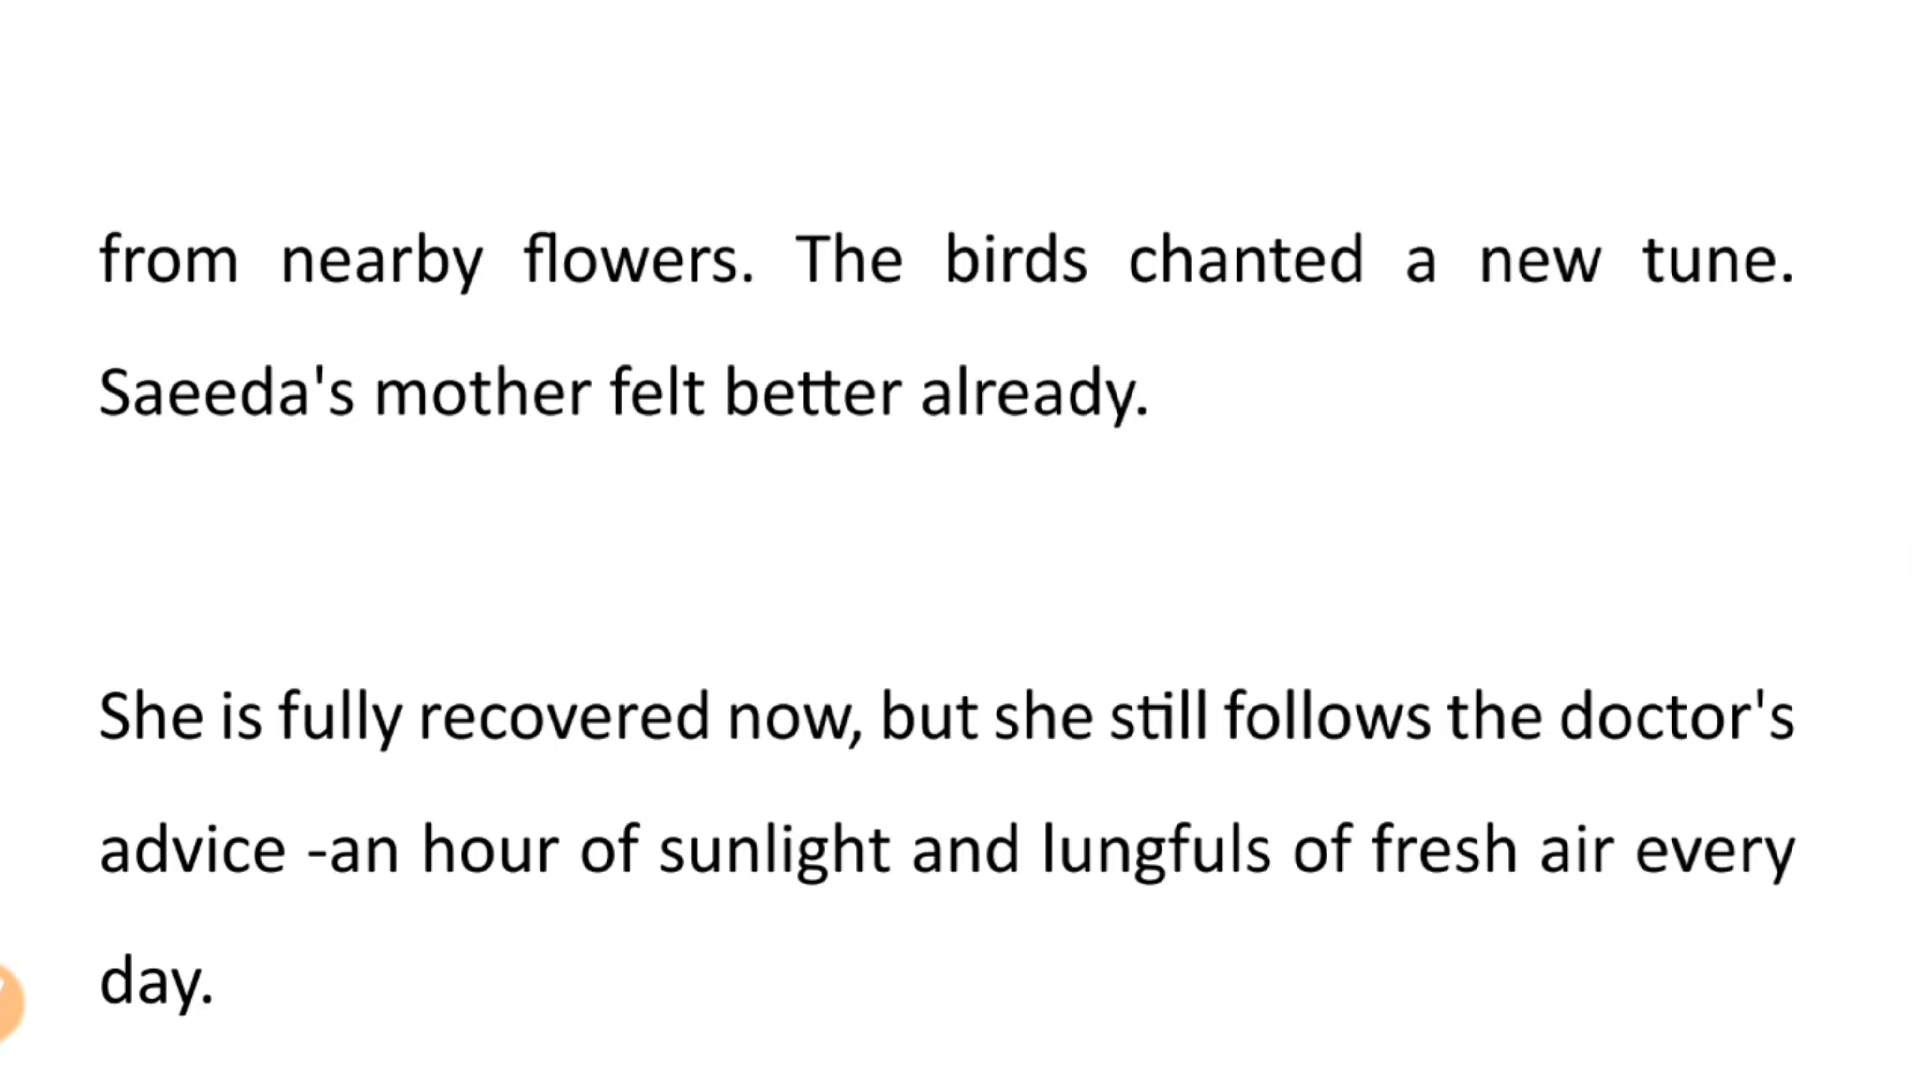 from nearby flowers. The birds chanted a new tune.
Saeeda's mother felt better already.
She is fully recovered now, but she still follows the doctor's
advice -an hour of sunlight and lungfuls of fresh air every
day.